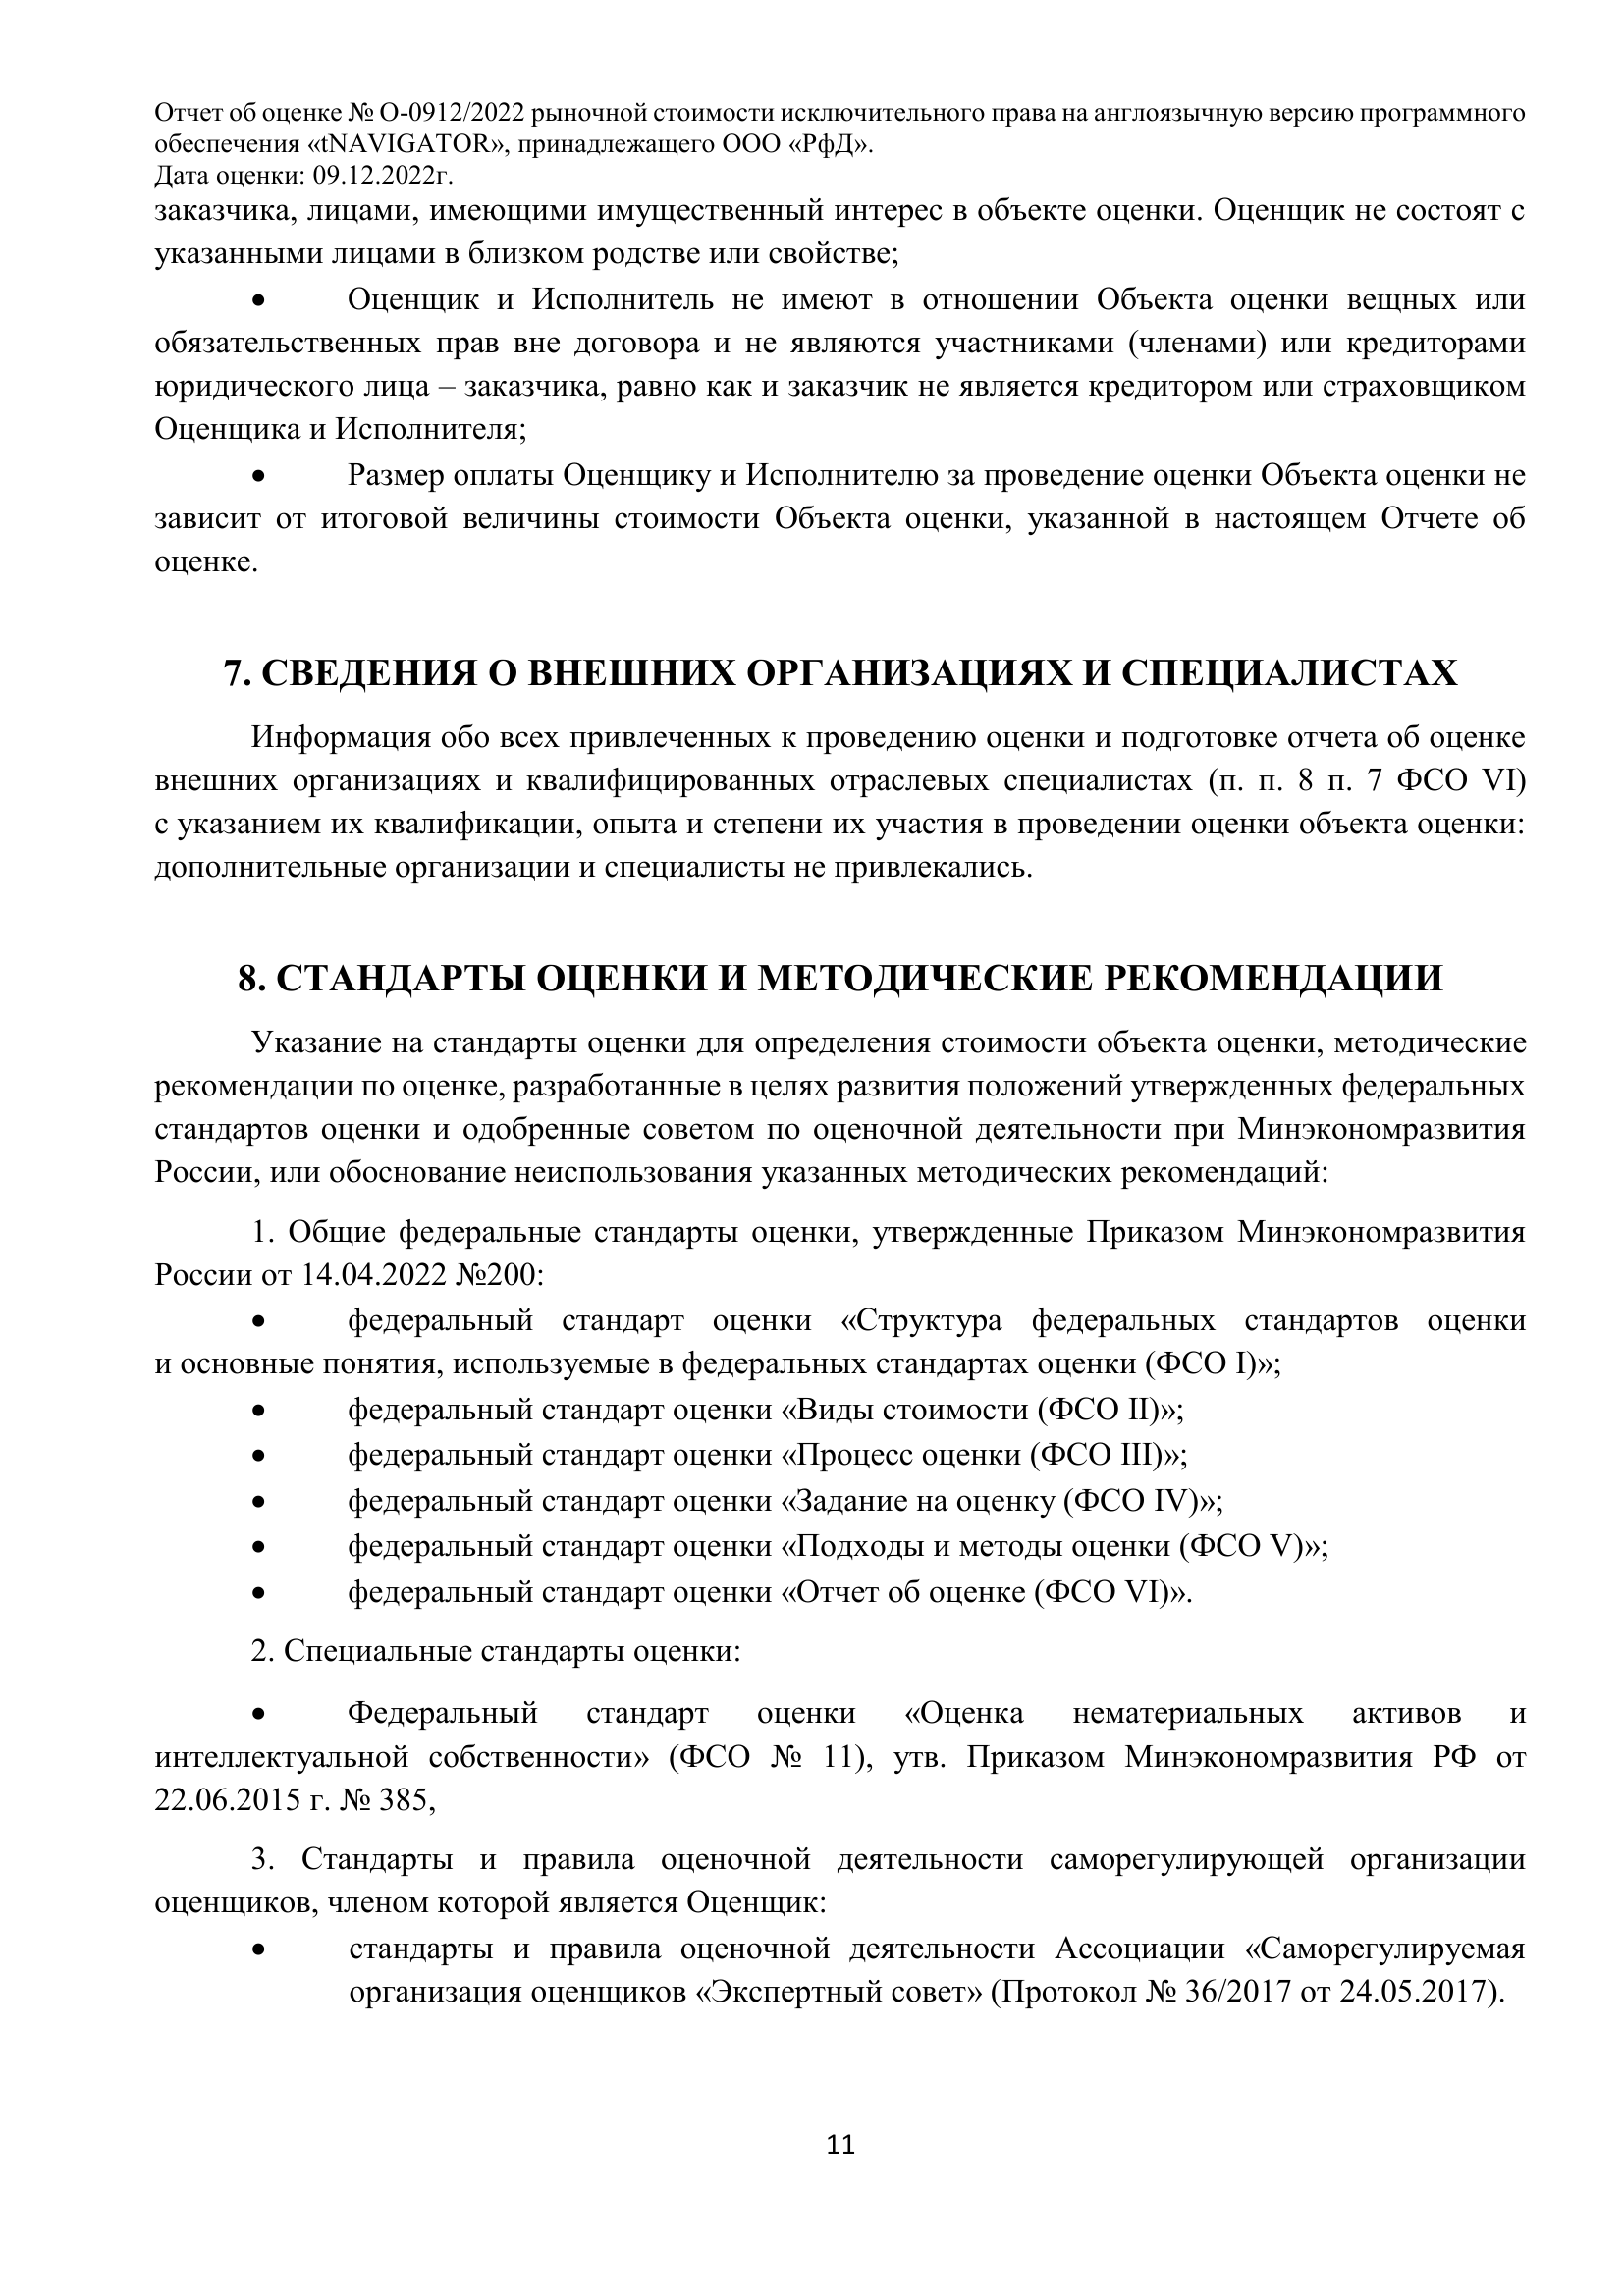 Отчет об оценке № О-0912/2022 рыночной стоимости исключительного права на англоязычную версию программного
обеспечения «tNAVIGATOR», принадлежащего ООО «РфД».
Дата оценки: 09.12.2022г.
заказчика, лицами, имеющими имущественный интерес в объекте оценки. Оценщик не состоят с
указанными лицами в близком родстве или свойстве;
• Оценщик и Исполнитель не имеют в отношении Объекта оценки вещных или
обязательственных прав вне договора и не являются участниками (членами) или кредиторами
юридического лица – заказчика, равно как и заказчик не является кредитором или страховщиком
Оценщика и Исполнителя;
• Размер оплаты Оценщику и Исполнителю за проведение оценки Объекта оценки не
зависит от итоговой величины стоимости Объекта оценки, указанной в настоящем Отчете об
оценке.
7. СВЕДЕНИЯ О ВНЕШНИХ ОРГАНИЗАЦИЯХ И СПЕЦИАЛИСТАХ
Информация обо всех привлеченных к проведению оценки и подготовке отчета об оценке
внешних организациях и квалифицированных отраслевых специалистах (п. п. 8 п. 7 ФСО VI)
с указанием их квалификации, опыта и степени их участия в проведении оценки объекта оценки:
дополнительные организации и специалисты не привлекались.
8. СТАНДАРТЫ ОЦЕНКИ И МЕТОДИЧЕСКИЕ РЕКОМЕНДАЦИИ
Указание на стандарты оценки для определения стоимости объекта оценки, методические
рекомендации по оценке, разработанные в целях развития положений утвержденных федеральных
стандартов оценки и одобренные советом по оценочной деятельности при Минэкономразвития
России, или обоснование неиспользования указанных методических рекомендаций:
1. Общие федеральные стандарты оценки, утвержденные Приказом Минэкономразвития
России от 14.04.2022 №200:
• федеральный стандарт оценки «Структура федеральных стандартов оценки
и основные понятия, используемые в федеральных стандартах оценки (ФСО I)»;
• федеральный стандарт оценки «Виды стоимости (ФСО II)»;
• федеральный стандарт оценки «Процесс оценки (ФСО III)»;
• федеральный стандарт оценки «Задание на оценку (ФСО IV)»;
• федеральный стандарт оценки «Подходы и методы оценки (ФСО V)»;
• федеральный стандарт оценки «Отчет об оценке (ФСО VI)».
2. Специальные стандарты оценки:
• Федеральный стандарт оценки «Оценка нематериальных активов и
интеллектуальной собственности» (ФСО № 11), утв. Приказом Минэкономразвития РФ от
22.06.2015 г. № 385,
3. Стандарты и правила оценочной деятельности саморегулирующей организации
оценщиков, членом которой является Оценщик:
• стандарты и правила оценочной деятельности Ассоциации «Саморегулируемая
организация оценщиков «Экспертный совет» (Протокол № 36/2017 от 24.05.2017).
11